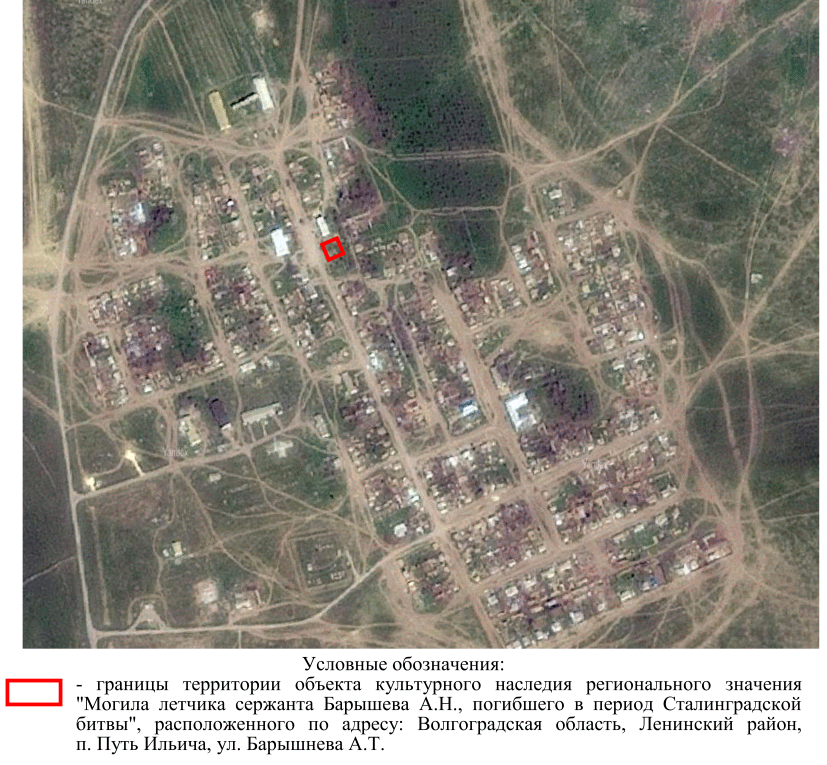 Условные обозначения:
- границы территории объекта культурного наследия регионального значения
"Могила летчика сержанта Барышева А.Н., погибшего в период Сталинградской
битвы", расположенного по адресу: Волгоградская область, Ленинский район,
п. Путь Ильича, ул. Барышнева А.Т.